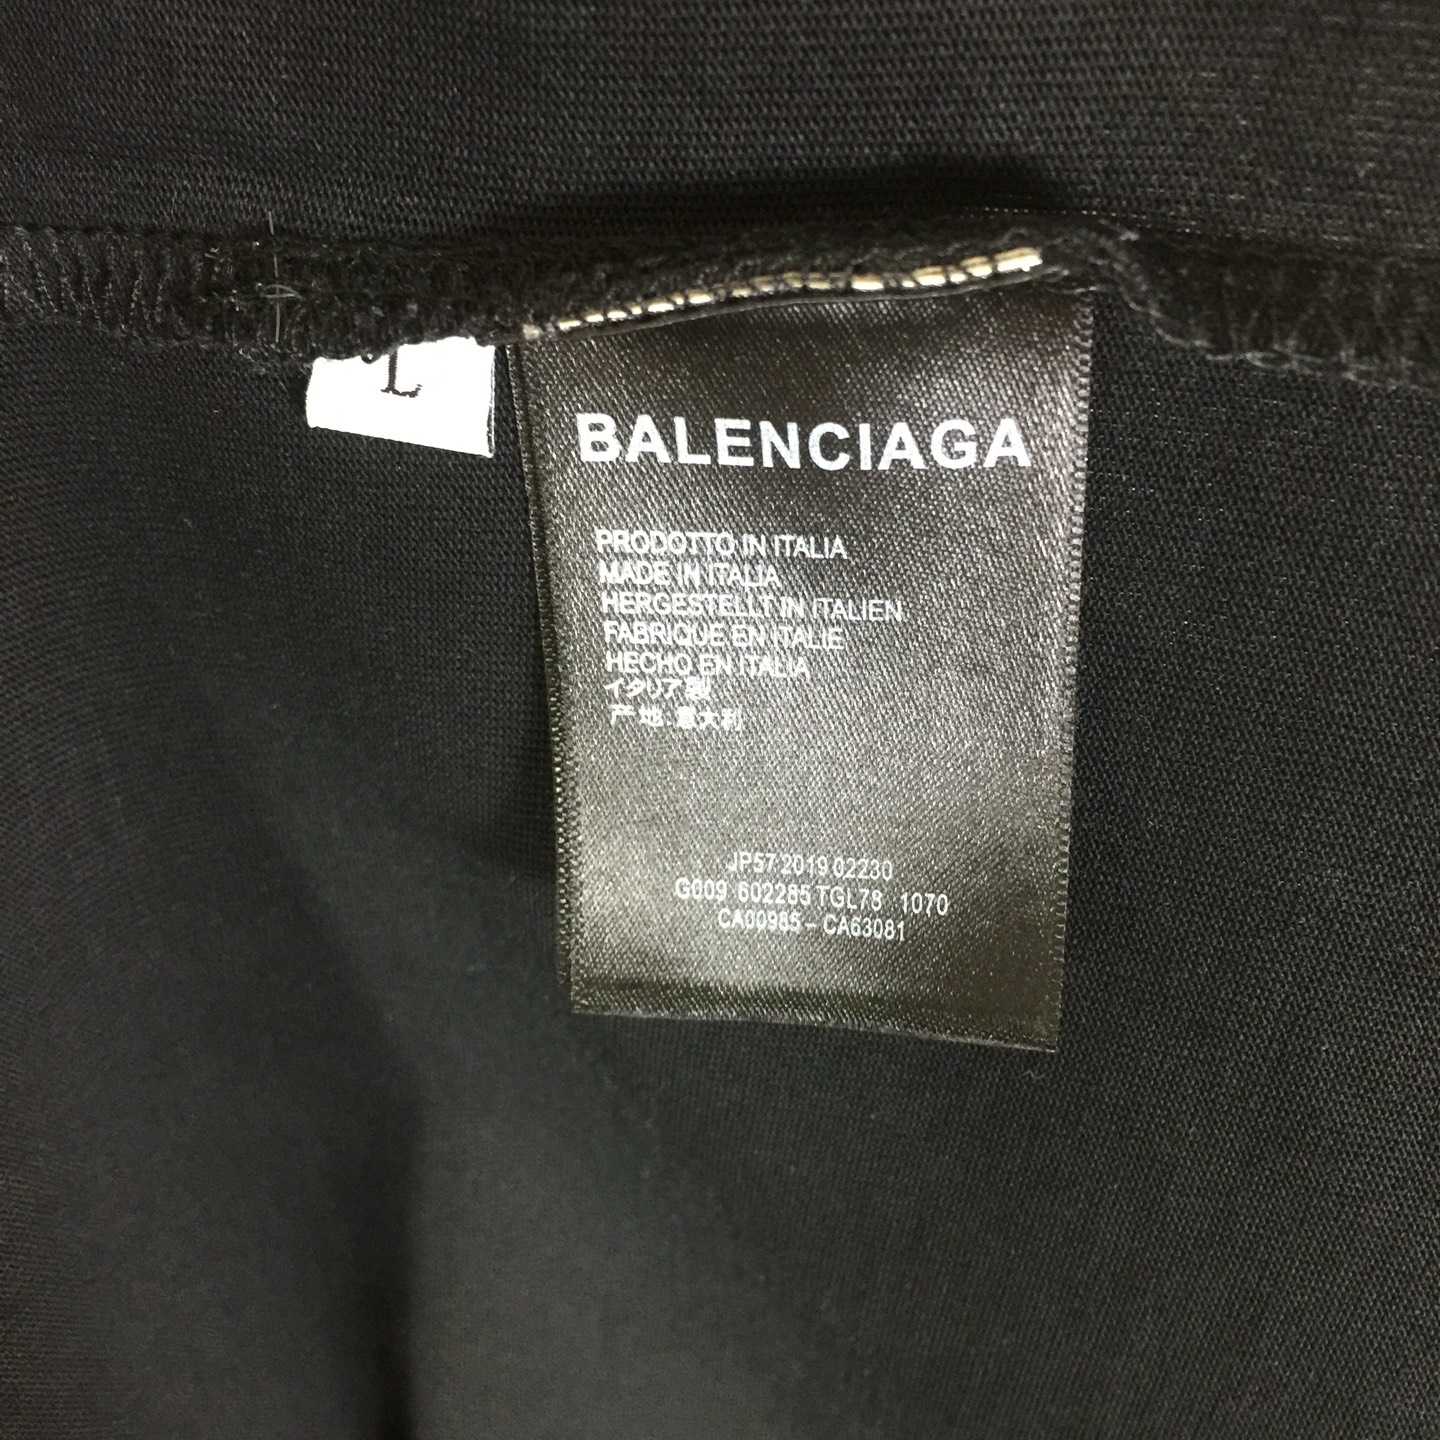 L
BALENCIAGA
PRODOTTO IN ITALIA
MADE IN ITALIA
HERGESTELLT IN ITALIEN
FABRIQUE EN ITALIE
HECHO EN ITALIA
イタリア製
产地:意大利
JP57 2019 02230
G009 602285 TGL78 1070
CA00985 - CA63081